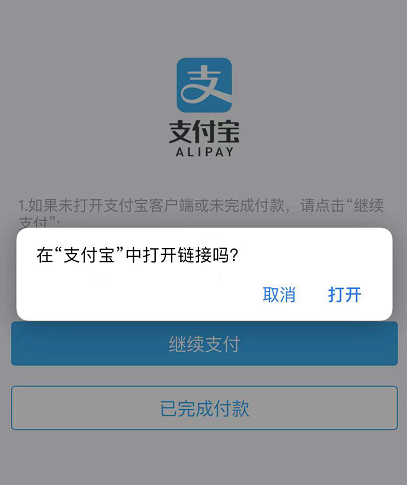 支
支付宝
ALIPAY
1.如果未打开支付宝客户端或未完成付款，请点击“继续
支付”；
在“支付宝”中打开链接吗？
取消 打开
继续支付
已完成付款